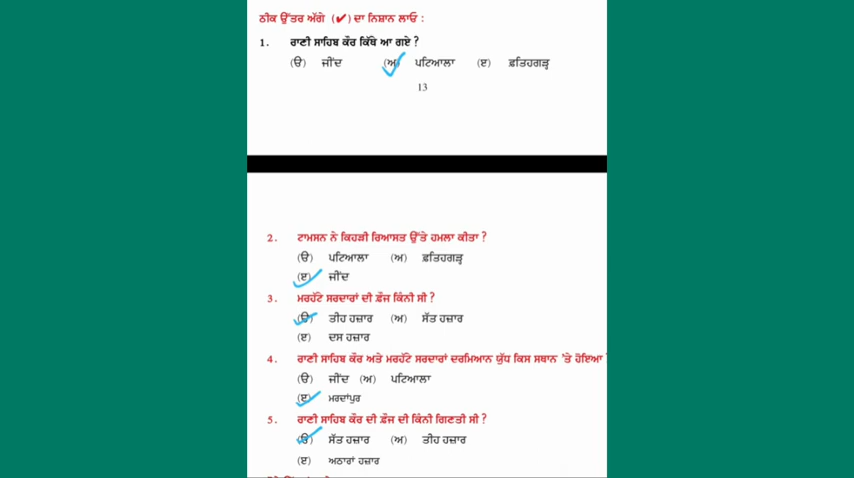 ਠੀਕ ਉੱਤਰ ਅੱਗੇ (✔) ਦਾ ਨਿਸ਼ਾਨ ਲਾਓ :
1. ਰਾਣੀ ਸਾਹਿਬ ਕੌਰ ਕਿੱਥੇ ਆ ਗਏ ?
(ੳ) ਜੀਂਦ (ਅ) ਪਟਿਆਲਾ (ੲ) ਫ਼ਤਿਹਗੜ੍ਹ
13
2. ਟਾਮਸਨ ਨੇ ਕਿਹੜੀ ਰਿਆਸਤ ਉੱਤੇ ਹਮਲਾ ਕੀਤਾ ?
(ੳ) ਪਟਿਆਲਾ (ਅ) ਫ਼ਤਿਹਗੜ੍ਹ
(ੲ) ਜੀਂਦ
3. ਮਰਹੱਟੇ ਸਰਦਾਰਾਂ ਦੀ ਫ਼ੌਜ ਕਿੰਨੀ ਸੀ ?
(ੳ) ਤੀਹ ਹਜ਼ਾਰ (ਅ) ਸੱਤ ਹਜ਼ਾਰ
(ੲ) ਦਸ ਹਜ਼ਾਰ
4. ਰਾਣੀ ਸਾਹਿਬ ਕੌਰ ਅਤੇ ਮਰਹੱਟੇ ਸਰਦਾਰਾਂ ਦਰਮਿਆਨ ਯੁੱਧ ਕਿਸ ਸਥਾਨ 'ਤੇ ਹੋਇਆ ?
(ੳ) ਜੀਂਦ (ਅ) ਪਟਿਆਲਾ
(ੲ) ਮਰਦਾਂਪੁਰ
5. ਰਾਣੀ ਸਾਹਿਬ ਕੌਰ ਦੀ ਫ਼ੌਜ ਦੀ ਕਿੰਨੀ ਗਿਣਤੀ ਸੀ ?
(ੳ) ਸੱਤ ਹਜ਼ਾਰ (ਅ) ਤੀਹ ਹਜ਼ਾਰ
(ੲ) ਅਠਾਰਾਂ ਹਜ਼ਾਰ